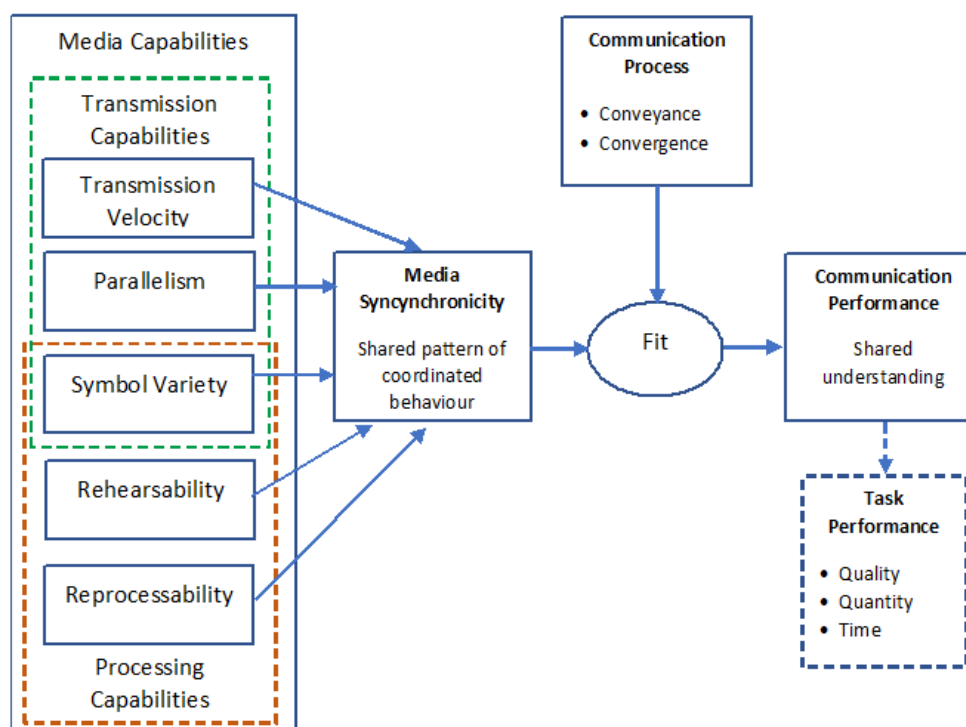 Media Capabilities
Transmission
Capabilities
Transmission
Velocity
Parallelism
Symbol Variety
Rehearsability
Reprocessability
Processing
Capabilities
Media
Syncynchronicity
Shared pattern of
coordinated
behaviour
Communication
Process
• Conveyance
• Convergence
Fit
Communication
Performance
Shared
understanding
Task
Performance
• Quality
• Quantity
• Time